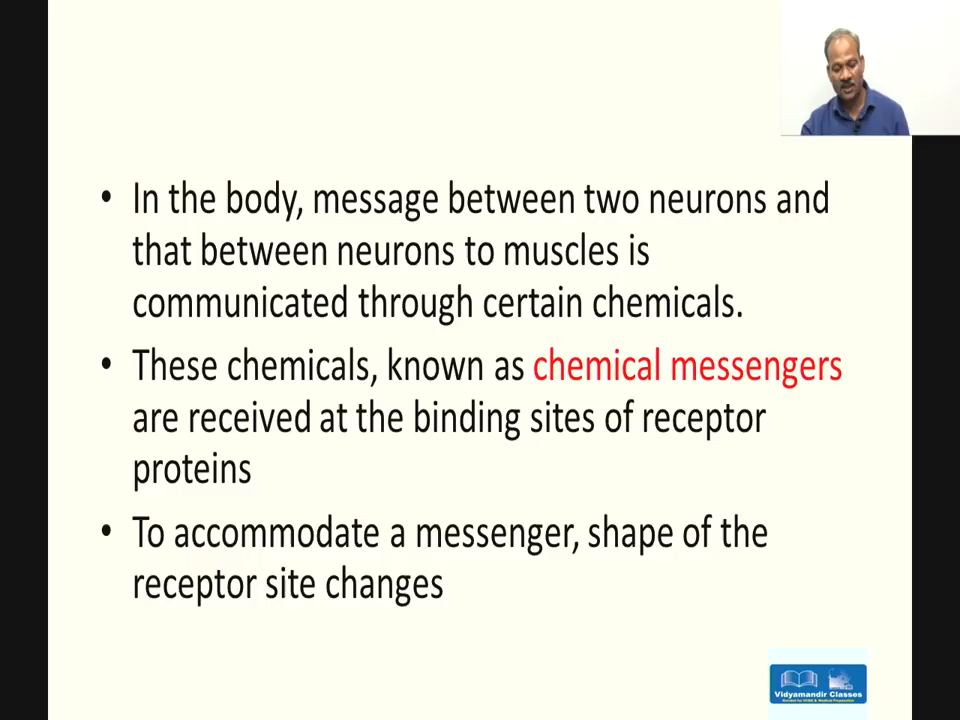 • In the body, message between two neurons and
that between neurons to muscles is
communicated through certain chemicals.
• These chemicals, known as chemical messengers
are received at the binding sites of receptor
proteins
• To accommodate a messenger, shape of the
receptor site changes
Vidyamandir Classes